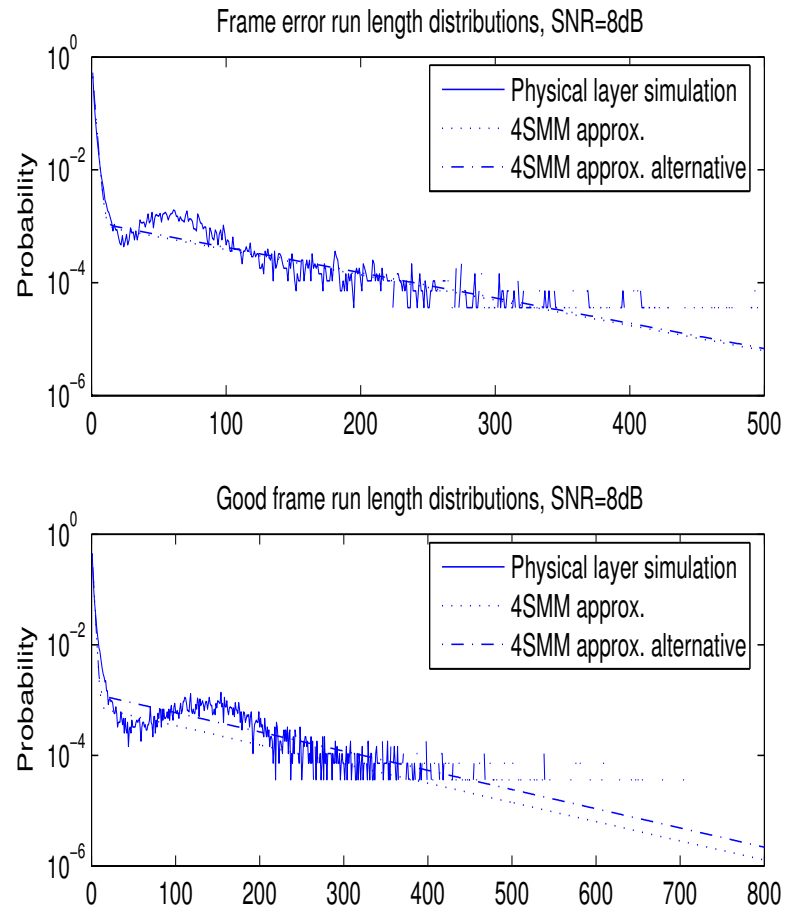 Frame error run length distributions, SNR=8dB
10^0
10^−2
10^−4
10^−6
Probability
Physical layer simulation
4SMM approx.
4SMM approx. alternative
0 100 200 300 400 500
Good frame run length distributions, SNR=8dB
10^0
10^−2
10^−4
10^−6
Probability
Physical layer simulation
4SMM approx.
4SMM approx. alternative
0 100 200 300 400 500 600 700 800